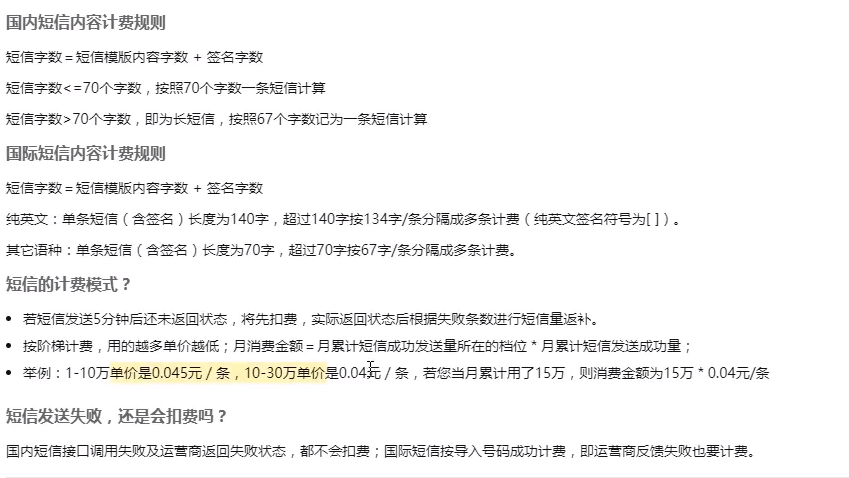 国内短信内容计费规则
短信字数＝短信模版内容字数 + 签名字数
短信字数<=70个字数，按照70个字数一条短信计算
短信字数>70个字数，即为长短信，按照67个字数记为一条短信计算
国际短信内容计费规则
短信字数＝短信模版内容字数 + 签名字数
纯英文：单条短信（含签名）长度为140字，超过140字按134字/条分隔成多条计费（纯英文签名符号为[ ]）。
其它语种：单条短信（含签名）长度为70字，超过70字按67字/条分隔成多条计费。
短信的计费模式？
• 若短信发送5分钟后还未返回状态，将先扣费，实际返回状态后根据失败条数进行短信量返补。
• 按阶梯计费，用的越多单价越低；月消费金额＝月累计短信成功发送量所在的档位 * 月累计短信发送成功量；
• 举例：1-10万单价是0.045元 / 条，10-30万单价是0.04元 / 条，若您当月累计用了15万，则消费金额为15万 * 0.04元/条
短信发送失败，还是会扣费吗？
国内短信接口调用失败及运营商返回失败状态，都不会扣费；国际短信按导入号码成功计费，即运营商反馈失败也要计费。